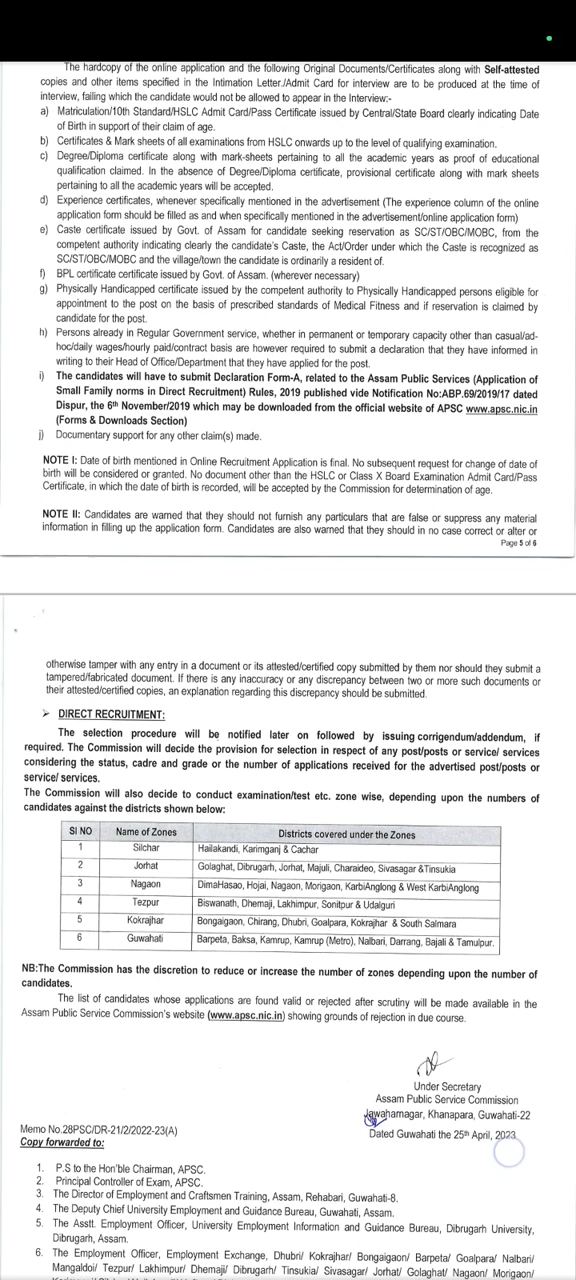 The hardcopy of the online application and the following Original Documents/Certificates along with Self-attested
copies and other items specified in the Intimation Letter./Admit Card for interview are to be produced at the time of
interview, failing which the candidate would not be allowed to appear in the Interview:-
a) Matriculation/10th Standard/HSLC Admit Card/Pass Certificate issued by Central/State Board clearly indicating Date
of Birth in support of their claim of age.
b) Certificates & Mark sheets of all examinations from HSLC onwards up to the level of qualifying examination.
c) Degree/Diploma certificate along with mark-sheets pertaining to all the academic years as proof of educational
qualification claimed. In the absence of Degree/Diploma certificate, provisional certificate along with mark sheets
pertaining to all the academic years will be accepted.
d) Experience certificates, whenever specifically mentioned in the advertisement (The experience column of the online
application form should be filled as and when specifically mentioned in the advertisement/online application form)
e) Caste certificate issued by Govt. of Assam for candidate seeking reservation as SC/ST/OBC/MOBC, from the
competent authority indicating clearly the candidate's Caste, the Act/Order under which the Caste is recognized as
SC/ST/OBC/MOBC and the village/town the candidate is ordinarily a resident of.
f) BPL certificate certificate issued by Govt. of Assam. (wherever necessary)
g) Physically Handicapped certificate issued by the competent authority to Physically Handicapped persons eligible for
appointment to the post on the basis of prescribed standards of Medical Fitness and if reservation is claimed by
candidate for the post.
h) Persons already in Regular Government service, whether in permanent or temporary capacity other than casual/ad-
hoc/daily wages/hourly paid/contract basis are however required to submit a declaration that they have informed in
writing to their Head of Office/Department that they have applied for the post.
i) The candidates will have to submit Declaration Form-A, related to the Assam Public Services (Application of
Small Family norms in Direct Recruitment) Rules, 2019 published vide Notification No:ABP.69/2019/17 dated
Dispur, the 6th November/2019 which may be downloaded from the official website of APSC www.apsc.nic.in
(Forms & Downloads Section)
j) Documentary support for any other claim(s) made.
NOTE I: Date of birth mentioned in Online Recruitment Application is final. No subsequent request for change of date of
birth will be considered or granted. No document other than the HSLC or Class X Board Examination Admit Card/Pass
Certificate, in which the date of birth is recorded, will be accepted by the Commission for determination of age.
NOTE II: Candidates are warned that they should not furnish any particulars that are false or suppress any material
information in filling up the application form. Candidates are also warned that they should in no case correct or alter or
Page 5 of 6
otherwise tamper with any entry in a document or its attested/certified copy submitted by them nor should they submit a
tampered/fabricated document. If there is any inaccuracy or any discrepancy between two or more such documents or
their attested/certified copies, an explanation regarding this discrepancy should be submitted.
➢ DIRECT RECRUITMENT:
The selection procedure will be notified later on followed by issuing corrigendum/addendum, if
required. The Commission will decide the provision for selection in respect of any post/posts or service/ services
considering the status, cadre and grade or the number of applications received for the advertised post/posts or
service/ services.
The Commission will also decide to conduct examination/test etc. zone wise, depending upon the numbers of
candidates against the districts shown below:
SI NO Name of Zones Districts covered under the Zones
1 Silchar Hailakandi, Karimganj & Cachar
2 Jorhat Golaghat, Dibrugarh, Jorhat, Majuli, Charaideo, Sivasagar &Tinsukia
3 Nagaon DimaHasao, Hojai, Nagaon, Morigaon, KarbiAnglong & West KarbiAnglong
4 Tezpur Biswanath, Dhemaji, Lakhimpur, Sonitpur & Udalguri
5 Kokrajhar Bongaigaon, Chirang, Dhubri, Goalpara, Kokrajhar & South Salmara
6 Guwahati Barpeta, Baksa, Kamrup, Kamrup (Metro), Nalbari, Darrang, Bajali & Tamulpur.
NB:The Commission has the discretion to reduce or increase the number of zones depending upon the number of
candidates.
The list of candidates whose applications are found valid or rejected after scrutiny will be made available in the
Assam Public Service Commission's website (www.apsc.nic.in) showing grounds of rejection in due course.
Under Secretary
Assam Public Service Commission
Jawaharnagar, Khanapara, Guwahati-22
Memo No.28PSC/DR-21/2/2022-23(A) Dated Guwahati the 25th April, 2023
Copy forwarded to:
1. P.S to the Hon'ble Chairman, APSC.
2. Principal Controller of Exam, APSC.
3. The Director of Employment and Craftsmen Training, Assam, Rehabari, Guwahati-8.
4. The Deputy Chief University Employment and Guidance Bureau, Guwahati, Assam.
5. The Asstt. Employment Officer, University Employment Information and Guidance Bureau, Dibrugarh University,
Dibrugarh, Assam.
6. The Employment Officer, Employment Exchange, Dhubri/ Kokrajhar/ Bongaigaon/ Barpeta/ Goalpara/ Nalbari/
Mangaldoi/ Tezpur/ Lakhimpur/ Dhemaji/ Dibrugarh/ Tinsukia/ Sivasagar/ Jorhat/ Golaghat/ Nagaon/ Morigaon/